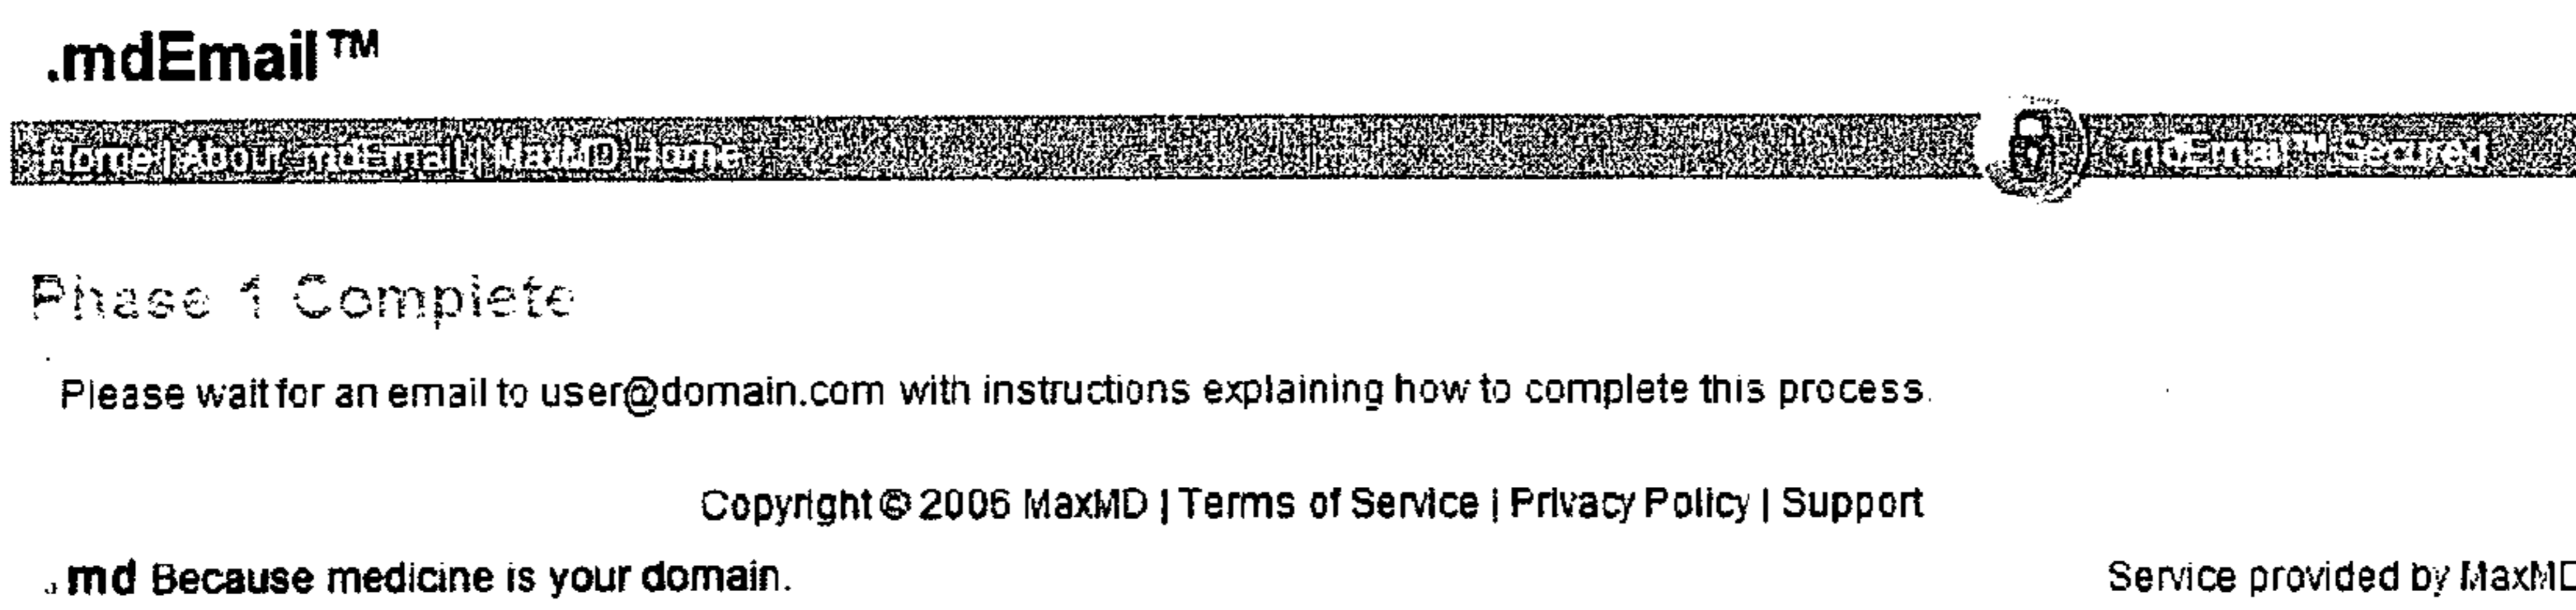 .mdEmail™
Home | About .mdEmail | MaxMD Home
.mdEmail™ Secured
Phase 1 Complete
Please wait for an email to user@domain.com with instructions explaining how to complete this process.
Copyright © 2006 MaxMD | Terms of Service | Privacy Policy | Support
.md Because medicine is your domain.
Service provided by MaxMD